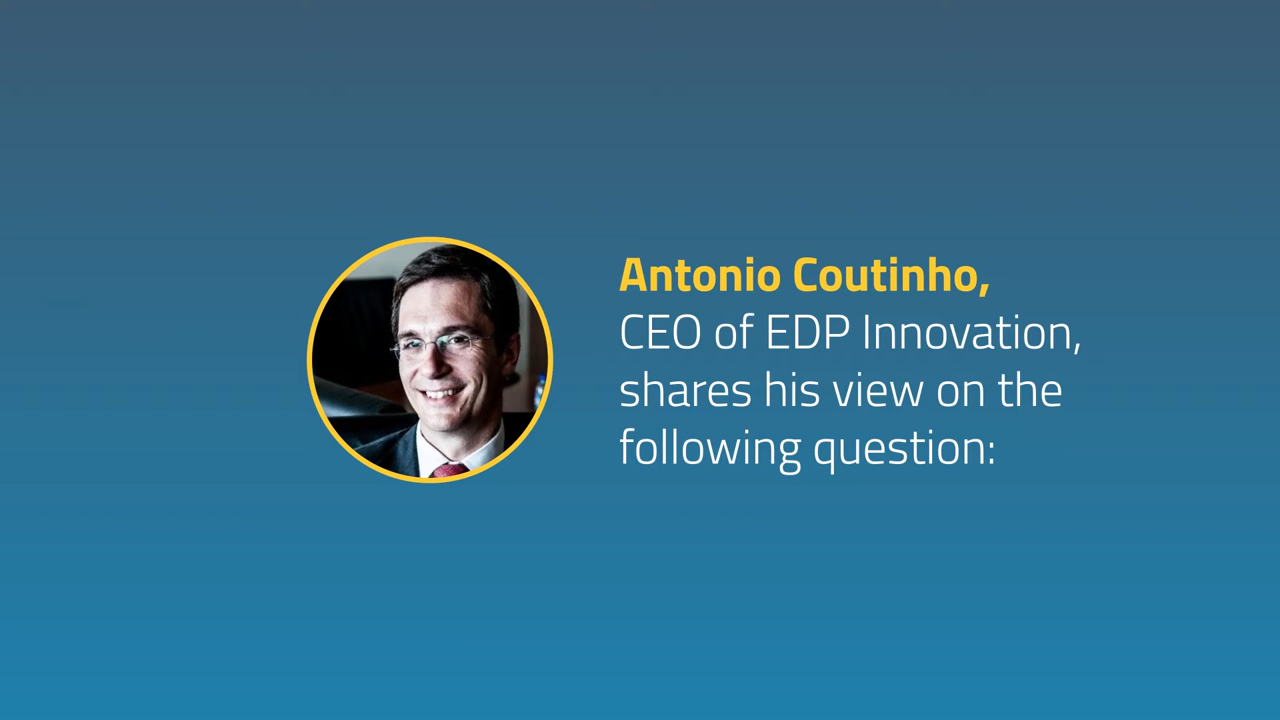 Antonio Coutinho,
CEO of EDP Innovation,
shares his view on the
following question: